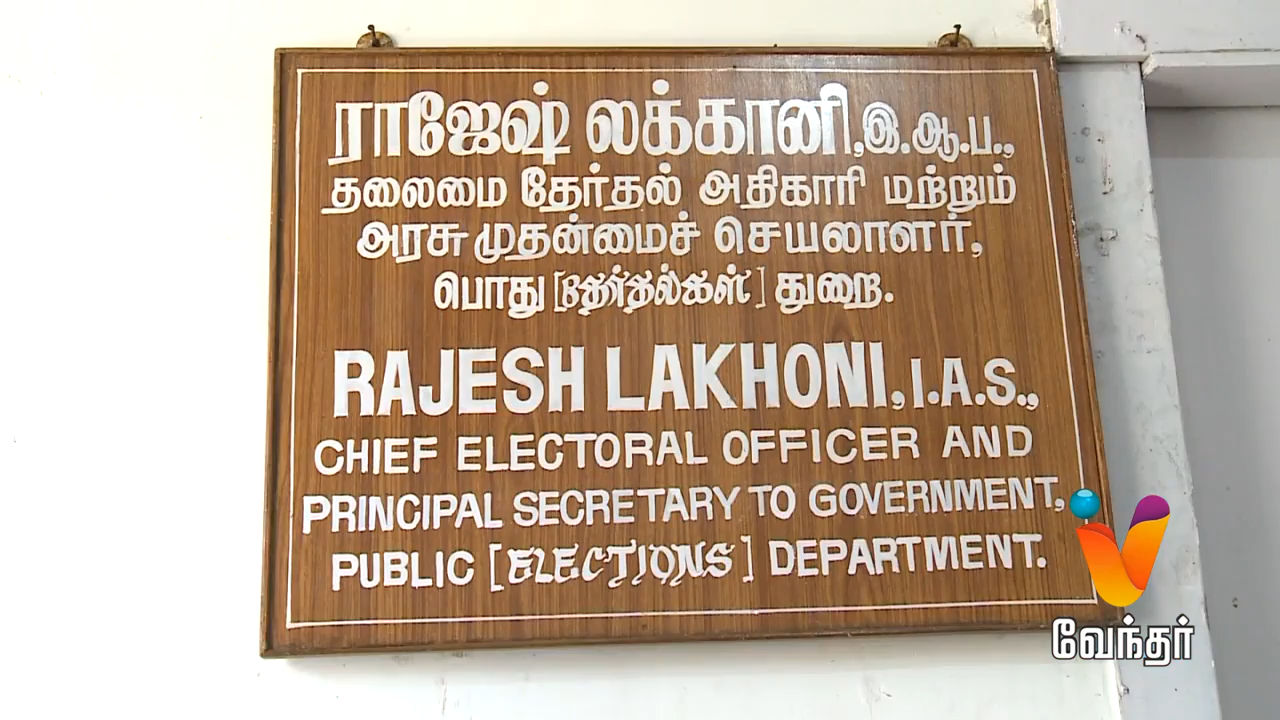 ராஜேஷ் லக்கானி,இ.ஆ.ப.,
தலைமை தேர்தல் அதிகாரி மற்றும்
அரசு முதன்மைச் செயலாளர்,
பொது [தேர்தல்கள்] துறை.
RAJESH LAKHONI, I.A.S.,
CHIEF ELECTORAL OFFICER AND
PRINCIPAL SECRETARY TO GOVERNMENT,
PUBLIC [ELECTIONS] DEPARTMENT.
வேந்தர்